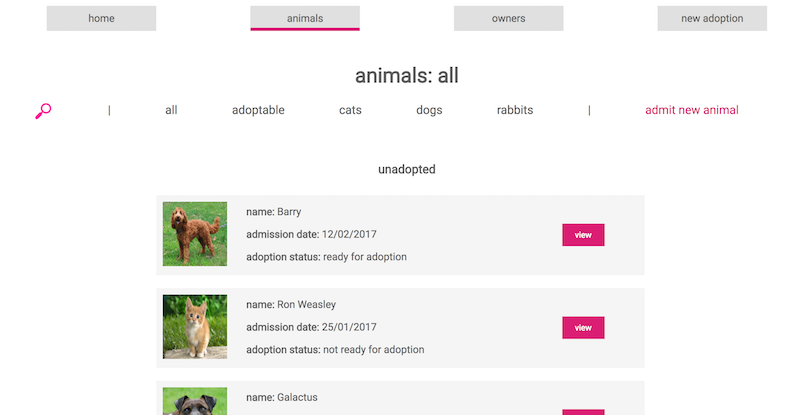 home animals owners new adoption
animals: all
| all adoptable cats dogs rabbits | admit new animal
unadopted
name: Barry
admission date: 12/02/2017
view
adoption status: ready for adoption
name: Ron Weasley
admission date: 25/01/2017
view
adoption status: not ready for adoption
name: Galactus